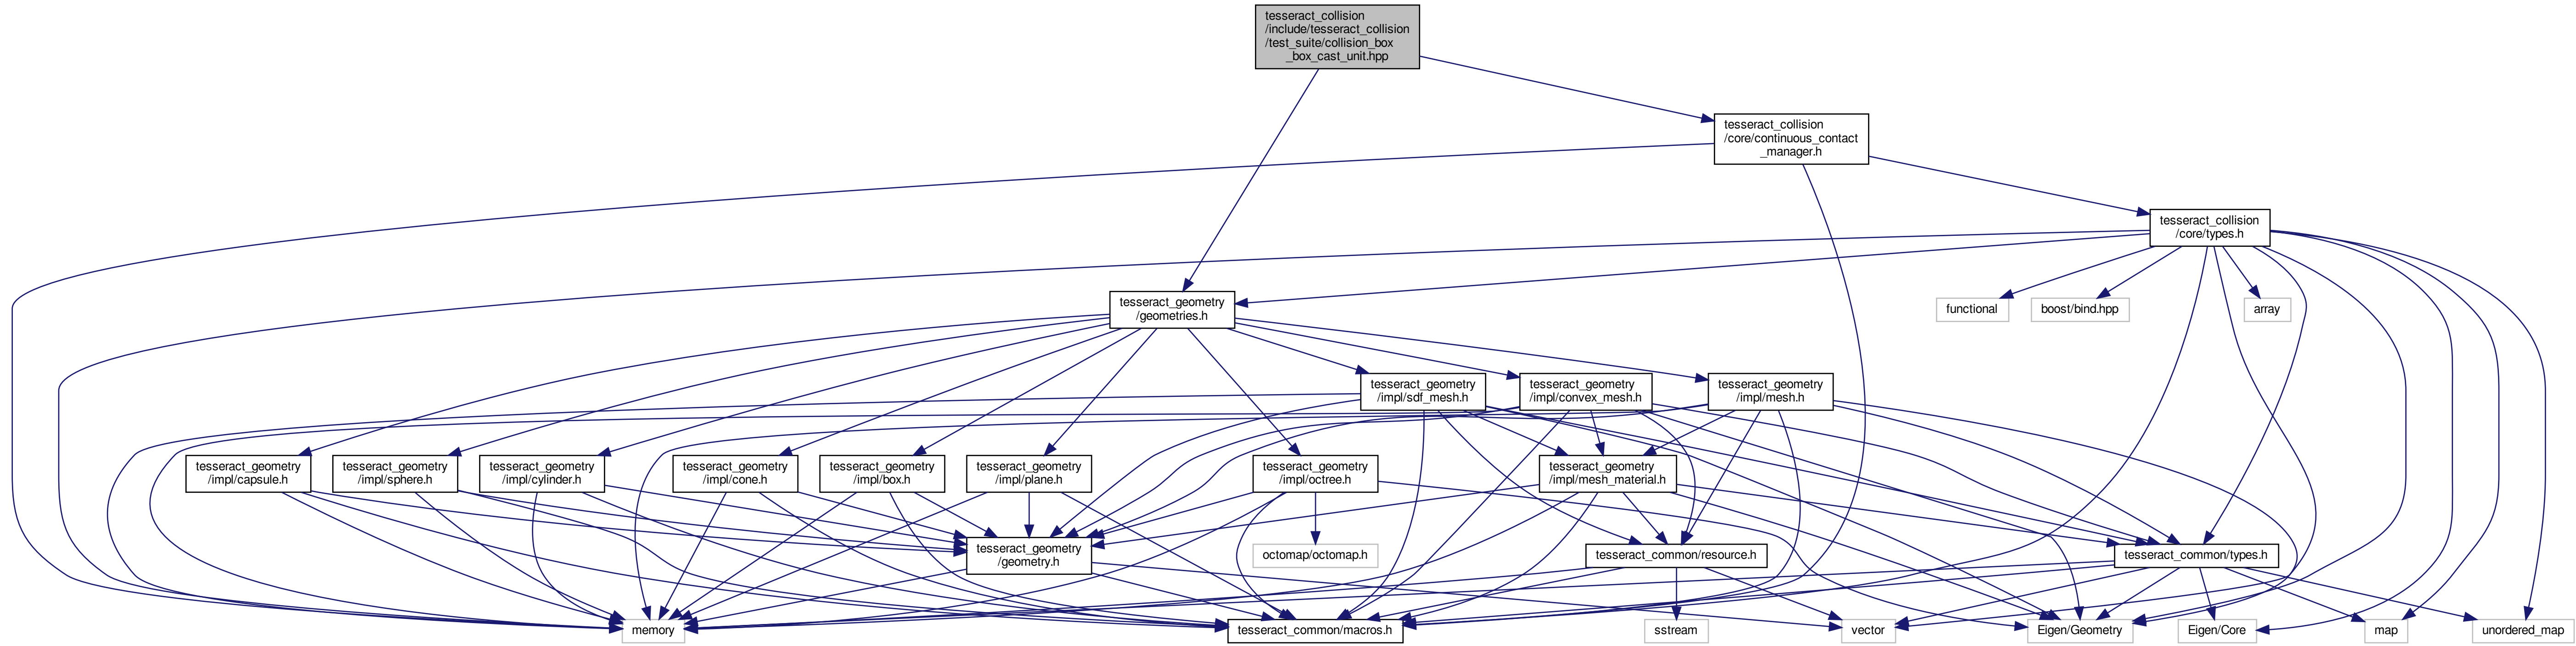 tesseract_collision
/include/tesseract_collision
/test_suite/collision_box
_box_cast_unit.hpp
tesseract_collision
/core/continuous_contact
_manager.h
tesseract_collision
/core/types.h
tesseract_geometry
/geometries.h
functional
boost/bind.hpp
array
tesseract_geometry
/impl/sdf_mesh.h
tesseract_geometry
/impl/convex_mesh.h
tesseract_geometry
/impl/mesh.h
tesseract_geometry
/impl/capsule.h
tesseract_geometry
/impl/sphere.h
tesseract_geometry
/impl/cylinder.h
tesseract_geometry
/impl/cone.h
tesseract_geometry
/impl/box.h
tesseract_geometry
/impl/plane.h
tesseract_geometry
/impl/octree.h
tesseract_geometry
/impl/mesh_material.h
tesseract_geometry
/geometry.h
octomap/octomap.h
tesseract_common/resource.h
tesseract_common/types.h
memory
tesseract_common/macros.h
sstream
vector
Eigen/Geometry
Eigen/Core
map
unordered_map